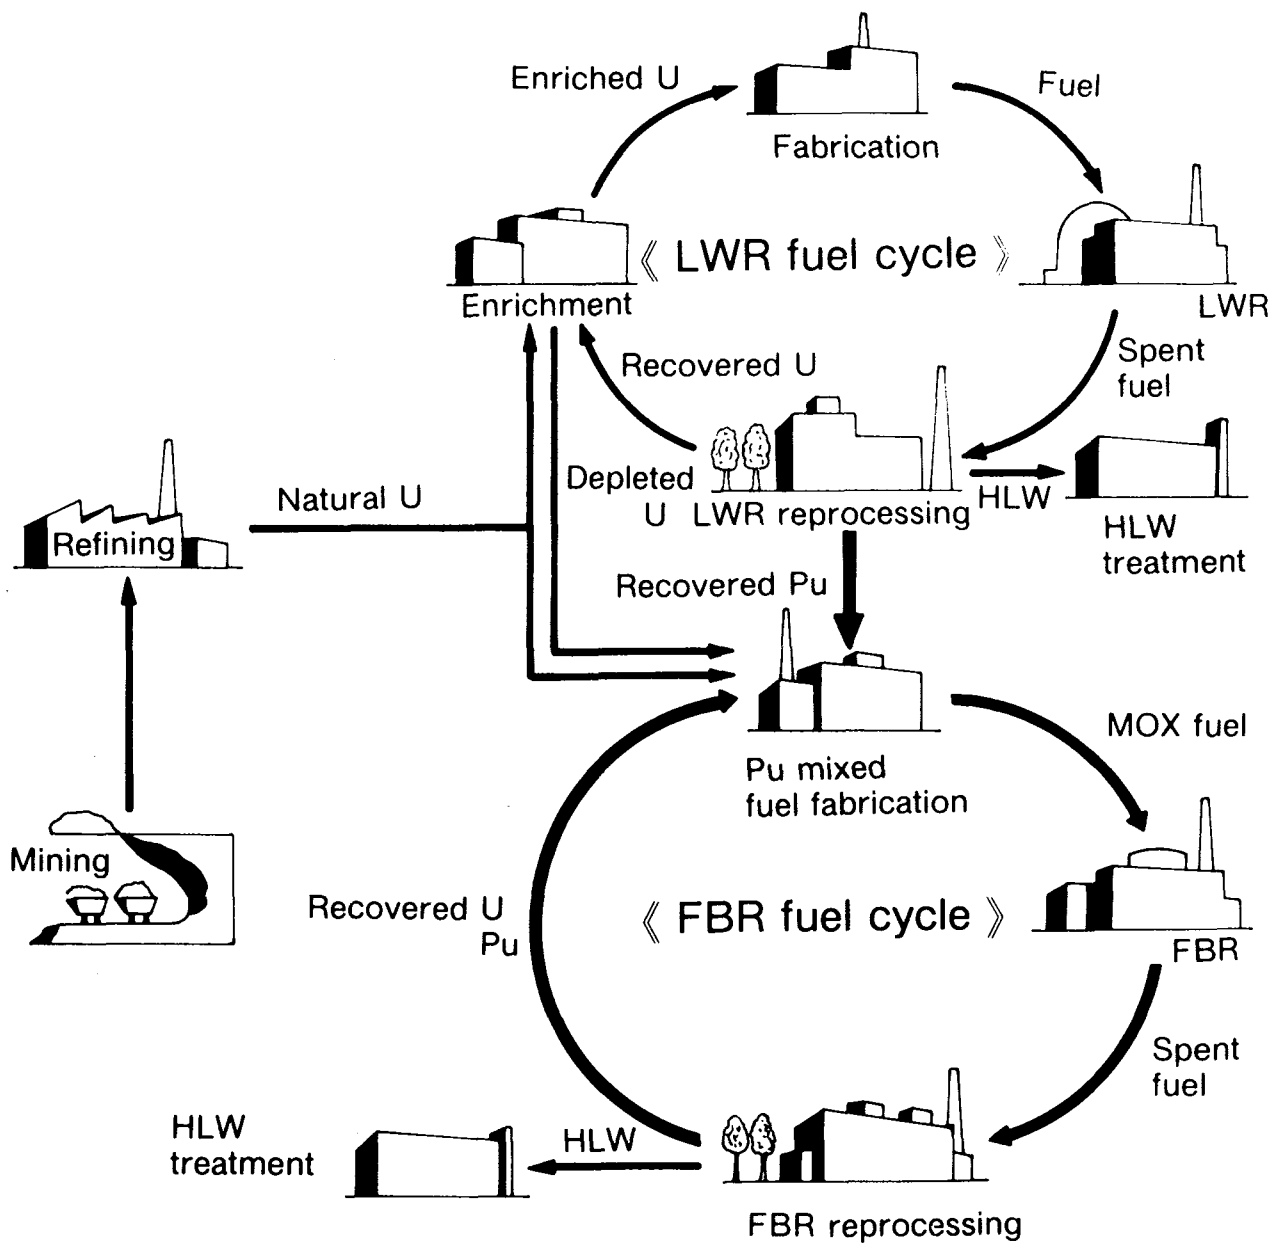 Enriched U
Fuel
Fabrication
《 LWR fuel cycle 》
Enrichment
LWR
Recovered U
Spent
fuel
Depleted
U
LWR reprocessing
HLW
HLW
treatment
Natural U
Refining
Recovered Pu
MOX fuel
Pu mixed
fuel fabrication
Mining
Recovered U
Pu
《 FBR fuel cycle 》
FBR
Spent
fuel
HLW
treatment
HLW
FBR reprocessing